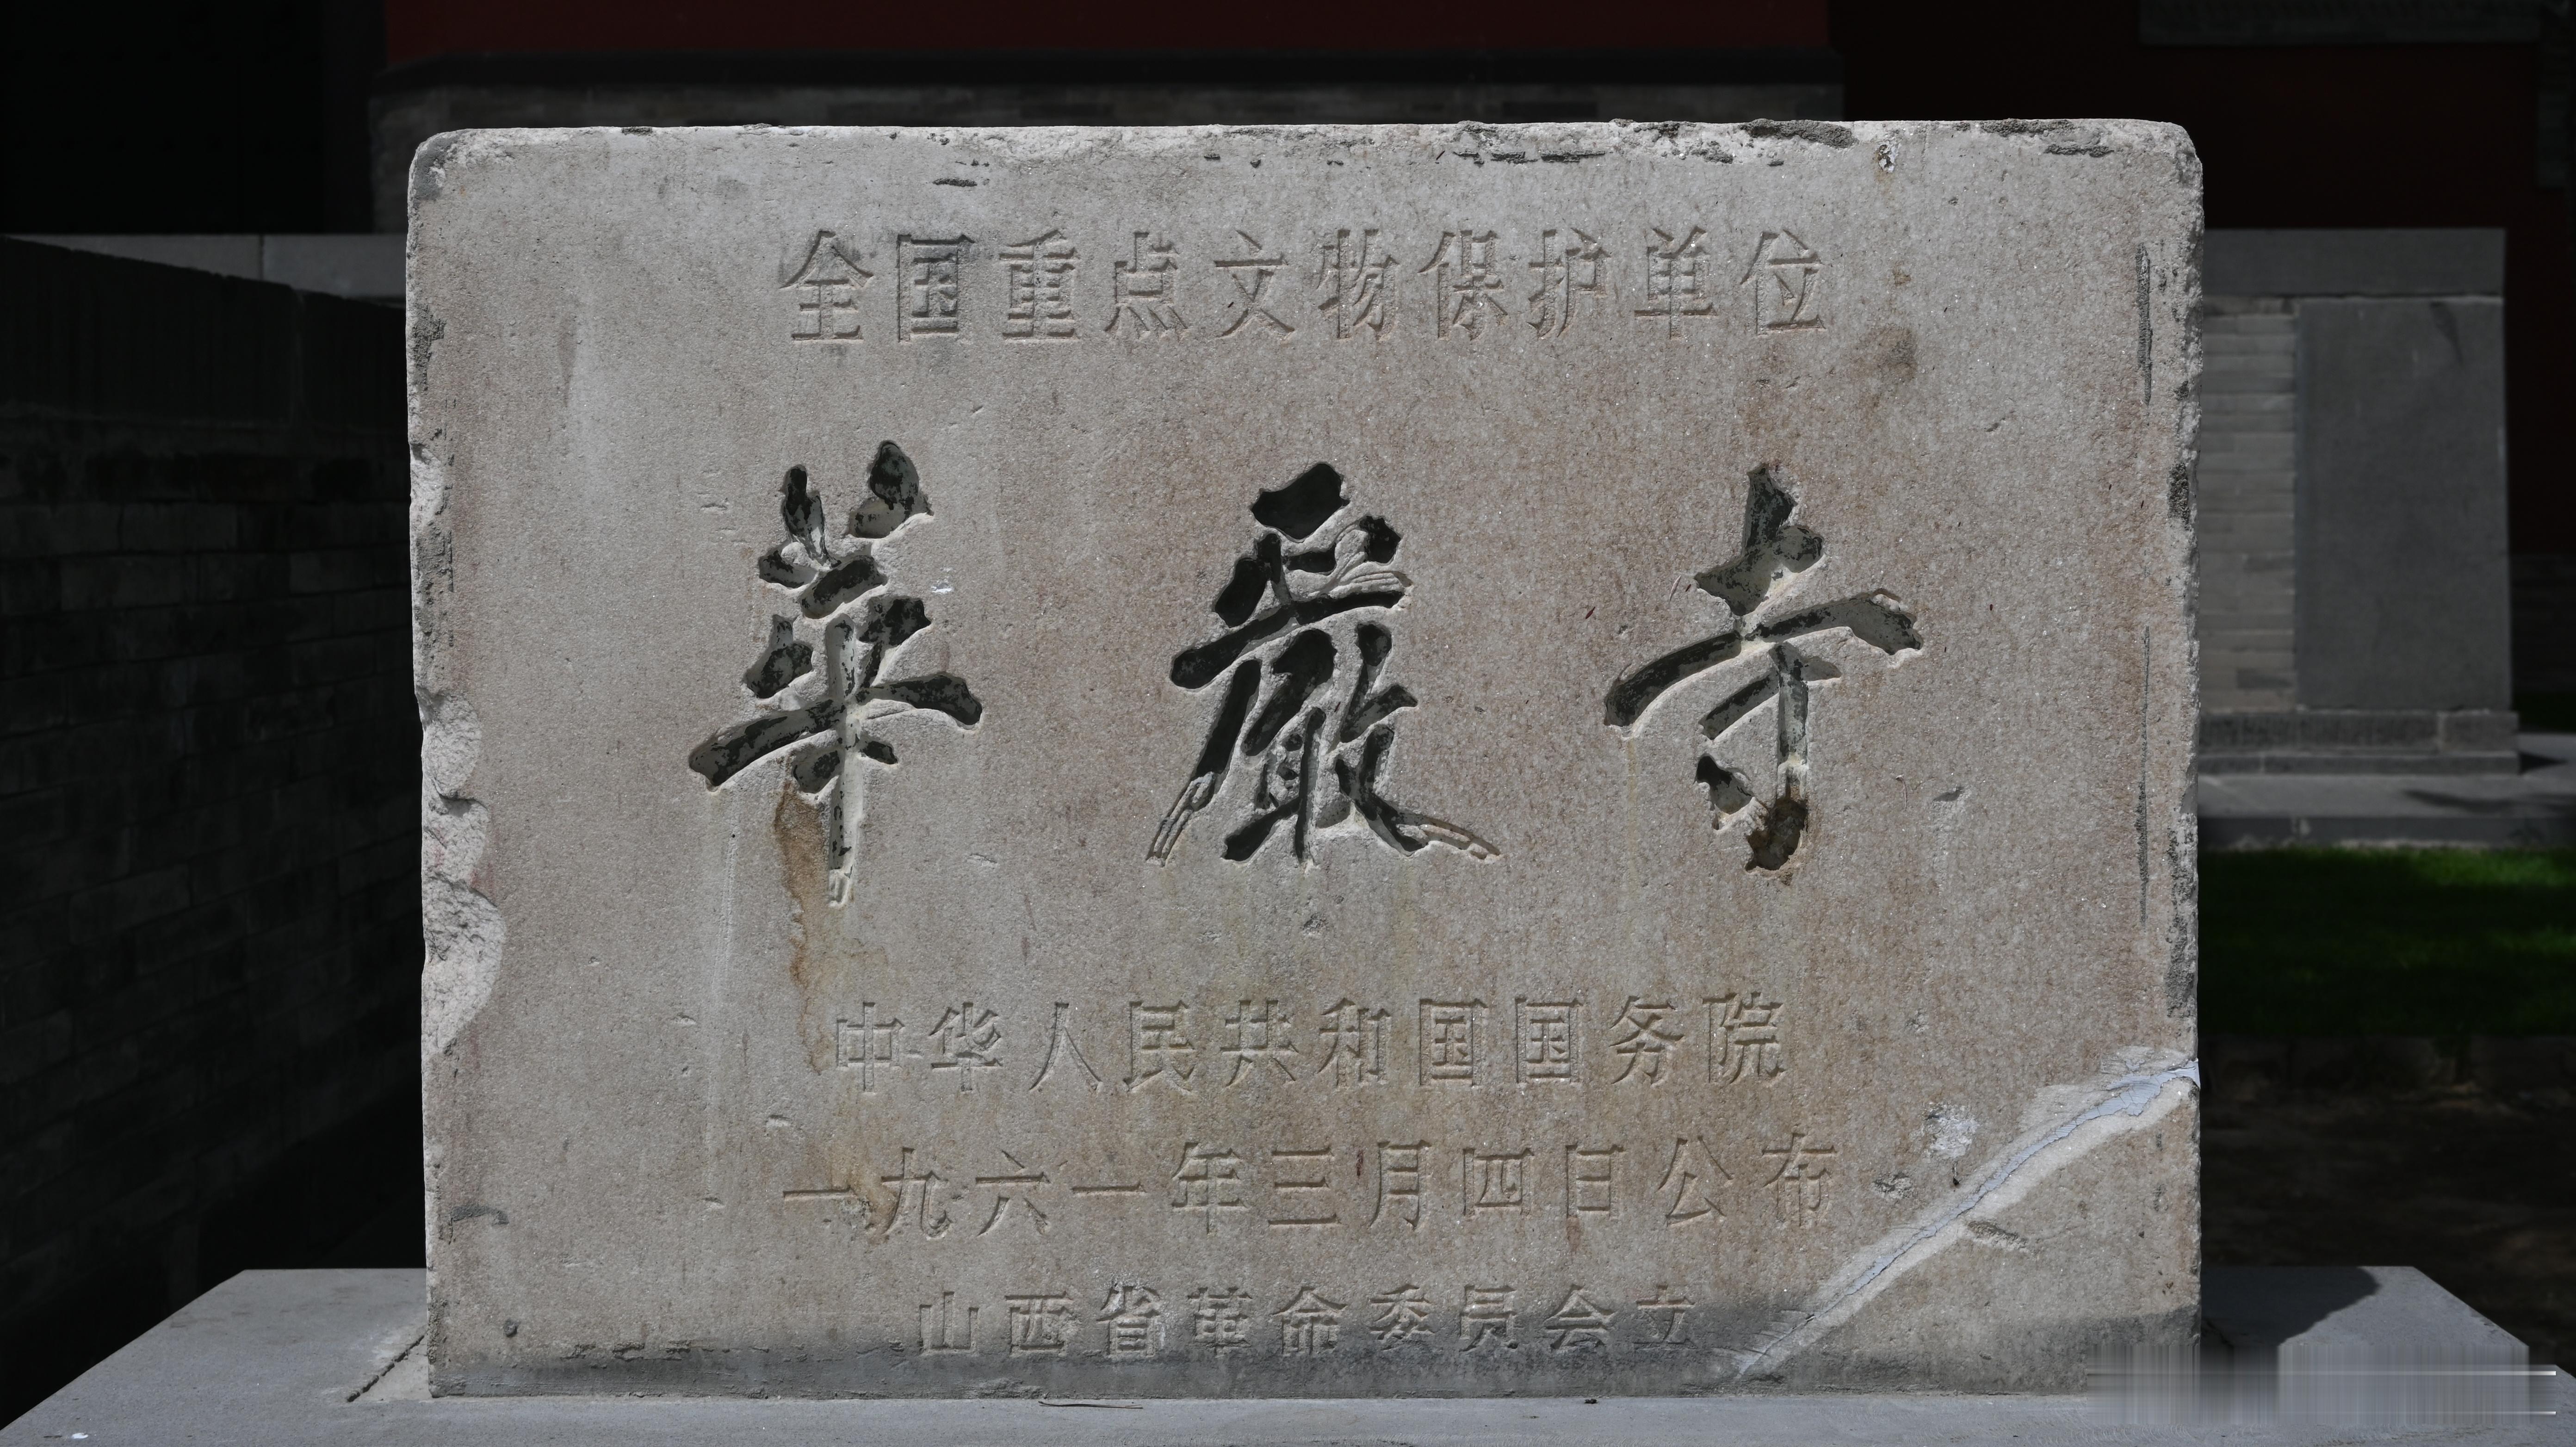 全国重点文物保护单位
華嚴寺
中华人民共和国国务院
一九六一年三月四日公布
山西省革命委员会立